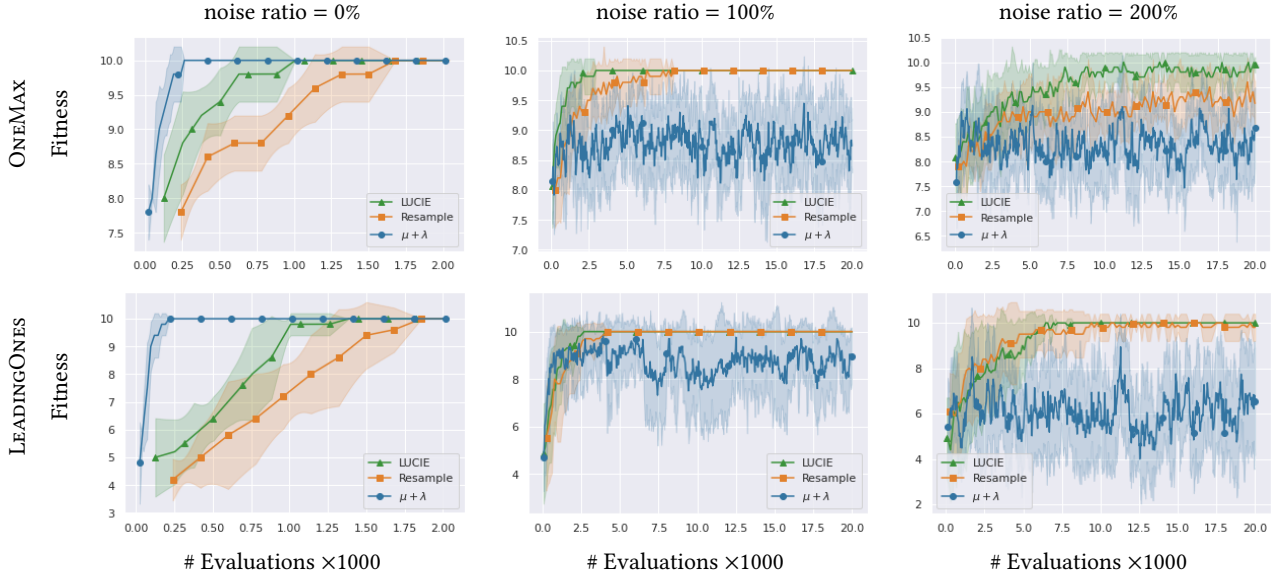 noise ratio = 0%
noise ratio = 100%
noise ratio = 200%
ONEMAX
Fitness
10.0
9.5
9.0
8.5
8.0
7.5
0.00 0.25 0.50 0.75 1.00 1.25 1.50 1.75 2.00
LUCIE
Resample
μ + λ
10.5
10.0
9.5
9.0
8.5
8.0
7.5
7.0
0.0 2.5 5.0 7.5 10.0 12.5 15.0 17.5 20.0
LUCIE
Resample
μ + λ
10.5
10.0
9.5
9.0
8.5
8.0
7.5
7.0
6.5
0.0 2.5 5.0 7.5 10.0 12.5 15.0 17.5 20.0
LUCIE
Resample
μ + λ
LEADINGONES
Fitness
10
9
8
7
6
5
4
3
0.00 0.25 0.50 0.75 1.00 1.25 1.50 1.75 2.00
LUCIE
Resample
μ + λ
10
8
6
4
0.0 2.5 5.0 7.5 10.0 12.5 15.0 17.5 20.0
LUCIE
Resample
μ + λ
10
8
6
4
2
0.0 2.5 5.0 7.5 10.0 12.5 15.0 17.5 20.0
LUCIE
Resample
μ + λ
# Evaluations ×1000
# Evaluations ×1000
# Evaluations ×1000